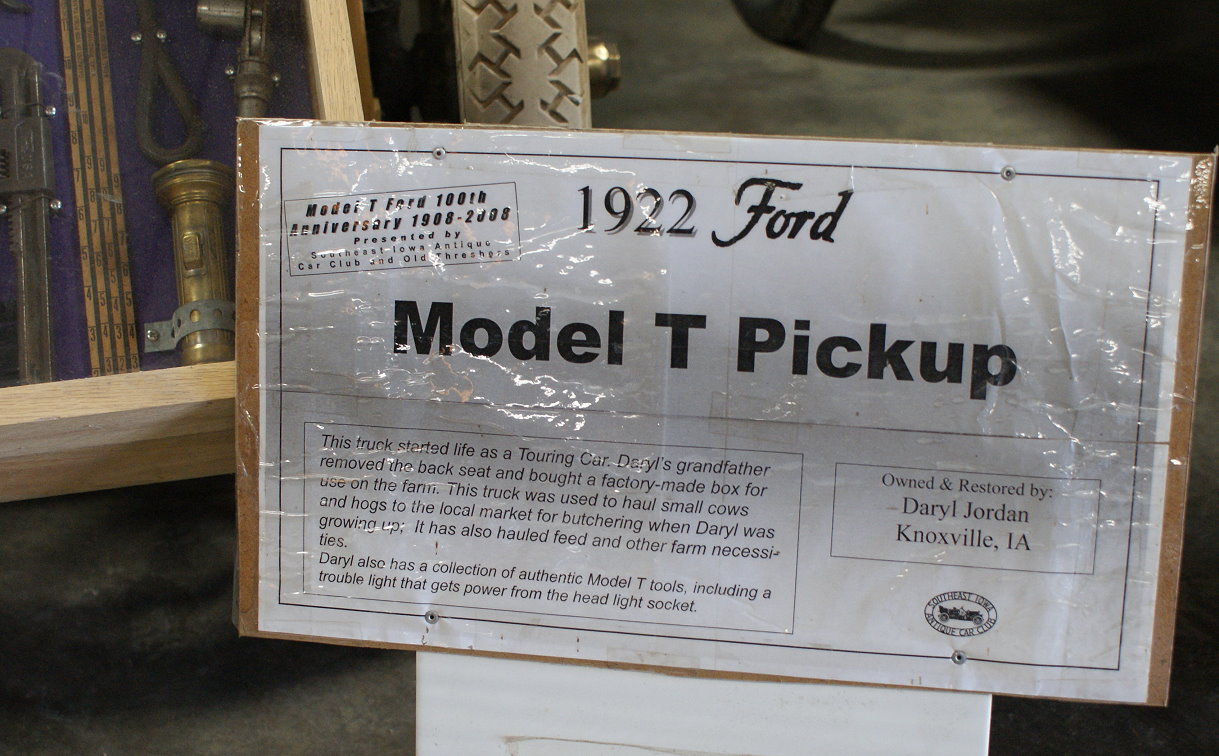 Model T Ford 100th
Anniversary 1908-2008
Presented by
Southeast Iowa Antique
Car Club and Old Threshers
1922 Ford
Model T Pickup
This truck started life as a Touring Car. Daryl's grandfather
removed the back seat and bought a factory-made box for
use on the farm. This truck was used to haul small cows
and hogs to the local market for butchering when Daryl was
growing up; It has also hauled feed and other farm necessi-
ties.
Daryl also has a collection of authentic Model T tools, including a
trouble light that gets power from the head light socket.
Owned & Restored by:
Daryl Jordan
Knoxville, IA
SOUTHEAST IOWA
ANTIQUE CAR CLUB